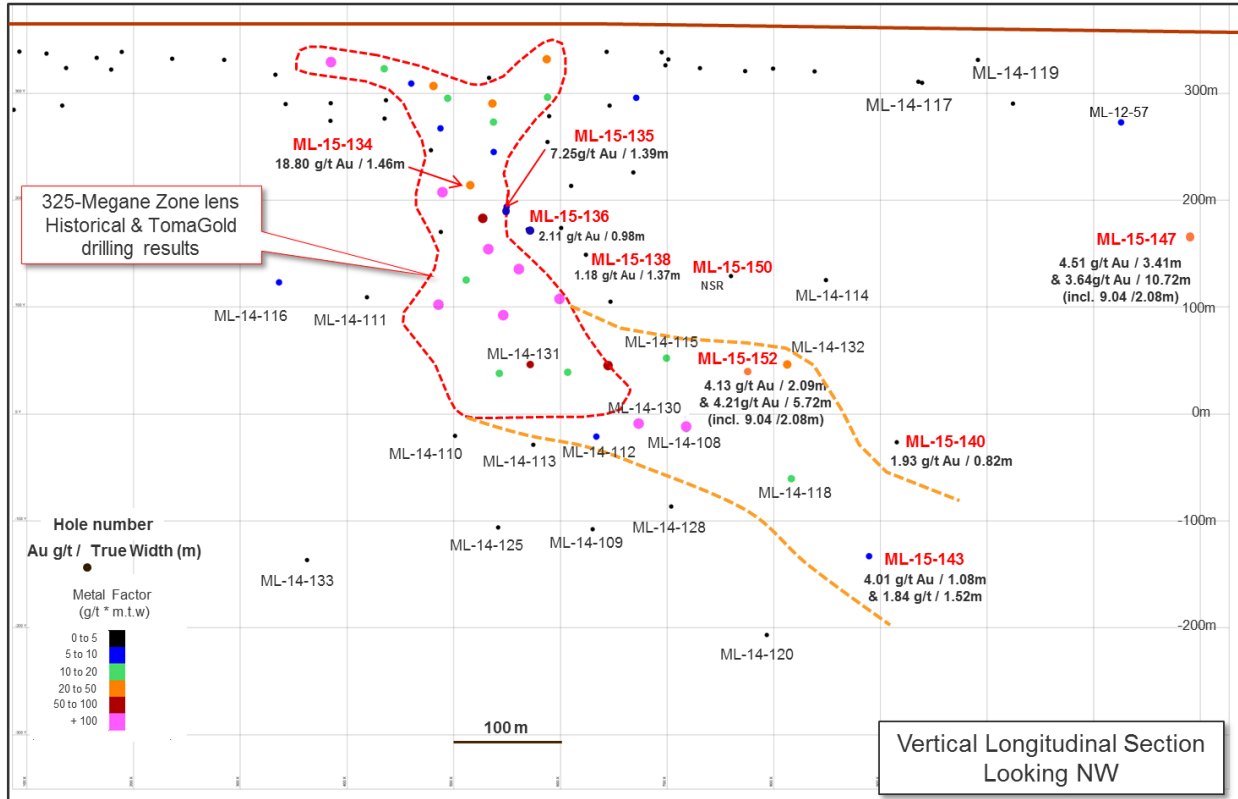 ML-14-119
ML-14-117
300m
ML-12-57
ML-15-134
18.80 g/t Au / 1.46m
ML-15-135
7.25g/t Au / 1.39m
325-Megane Zone lens
Historical & TomaGold
drilling results
200m
ML-15-136
2.11 g/t Au / 0.98m
ML-15-138
1.18 g/t Au / 1.37m
ML-15-150
NSR
ML-15-147
4.51 g/t Au / 3.41m
& 3.64g/t Au / 10.72m
(incl. 9.04 /2.08m)
ML-14-114
ML-14-116
ML-14-111
100m
ML-14-115
ML-14-132
ML-14-131
ML-15-152
4.13 g/t Au / 2.09m
& 4.21g/t Au / 5.72m
(incl. 9.04 /2.08m)
ML-14-130
0m
ML-14-108
ML-14-110
ML-14-113
ML-14-112
ML-15-140
1.93 g/t Au / 0.82m
ML-14-118
-100m
ML-14-128
ML-14-125
ML-14-109
ML-14-133
ML-15-143
4.01 g/t Au / 1.08m
& 1.84 g/t / 1.52m
-200m
ML-14-120
Hole number
Au g/t / True Width (m)
Metal Factor
(g/t * m.t.w)
0 to 5
5 to 10
10 to 20
20 to 50
50 to 100
+ 100
100 m
Vertical Longitudinal Section
Looking NW